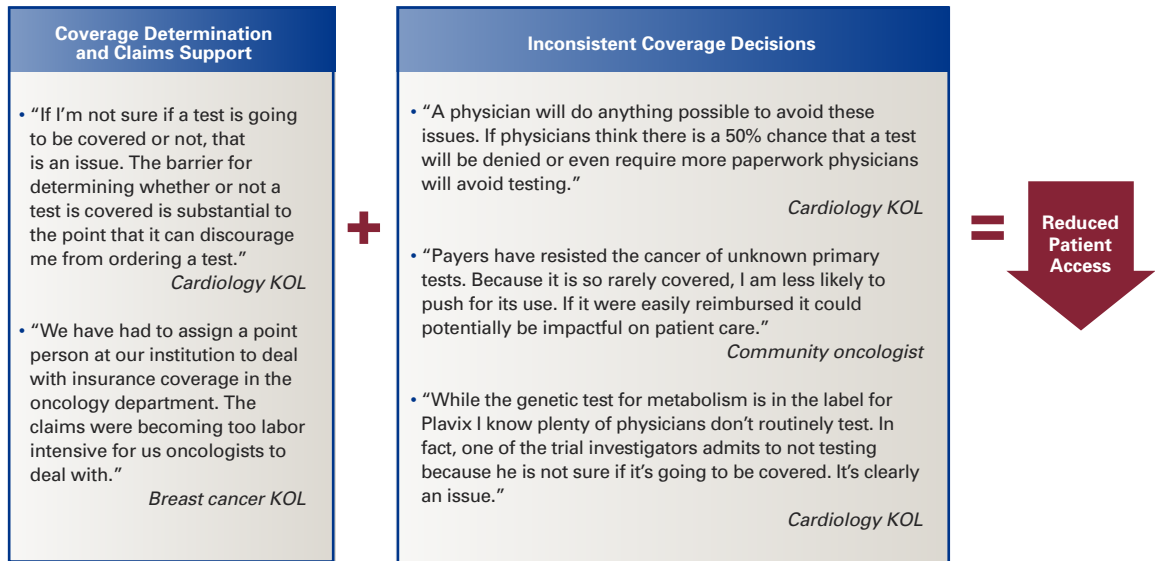 Coverage Determination
and Claims Support
• “If I’m not sure if a test is going
to be covered or not, that
is an issue. The barrier for
determining whether or not a
test is covered is substantial to
the point that it can discourage
me from ordering a test.”
Cardiology KOL
• “We have had to assign a point
person at our institution to deal
with insurance coverage in the
oncology department. The
claims were becoming too labor
intensive for us oncologists to
deal with.”
Breast cancer KOL
+
Inconsistent Coverage Decisions
• “A physician will do anything possible to avoid these
issues. If physicians think there is a 50% chance that a test
will be denied or even require more paperwork physicians
will avoid testing.”
Cardiology KOL
• “Payers have resisted the cancer of unknown primary
tests. Because it is so rarely covered, I am less likely to
push for its use. If it were easily reimbursed it could
potentially be impactful on patient care.”
Community oncologist
• “While the genetic test for metabolism is in the label for
Plavix I know plenty of physicians don’t routinely test. In
fact, one of the trial investigators admits to not testing
because he is not sure if it’s going to be covered. It’s clearly
an issue.”
Cardiology KOL
=
Reduced
Patient
Access